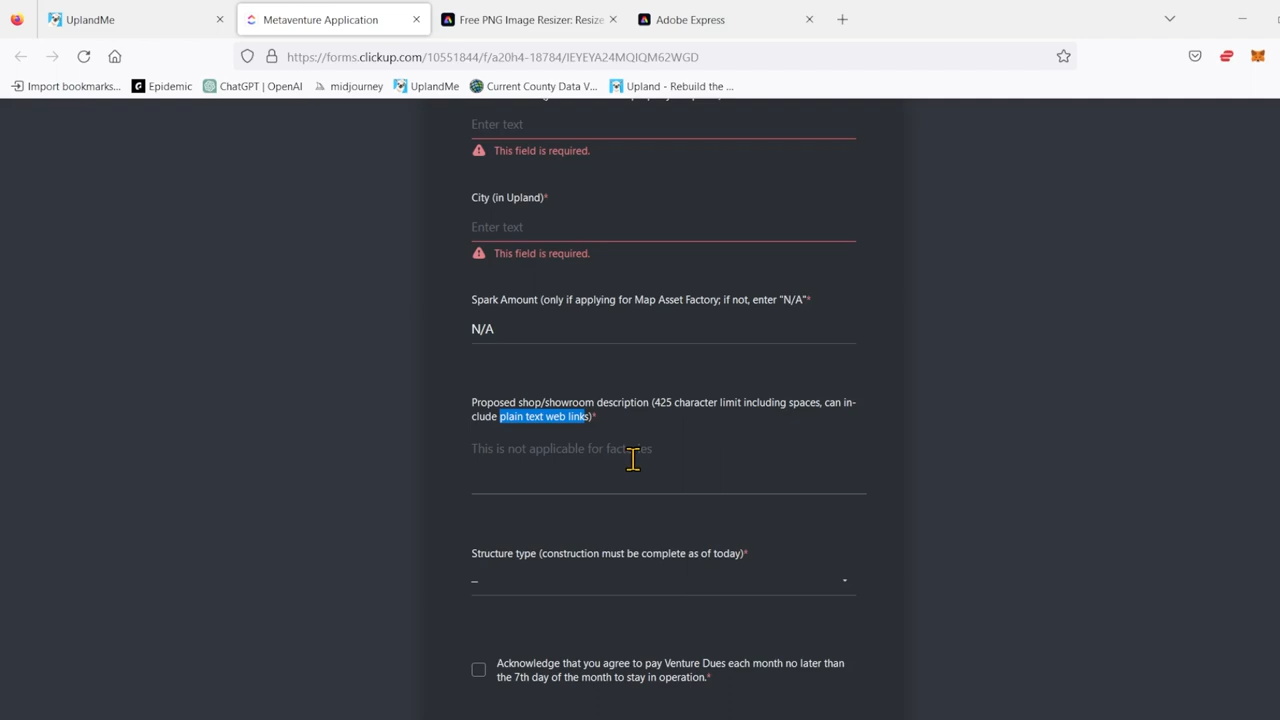 UplandMe
Metaventure Application
Free PNG Image Resizer: Resize
Adobe Express
https://forms.clickup.com/10551844/f/a20h4-18784/IEYEYA24MQIQM62WGD
Import bookmarks...
Epidemic
ChatGPT | OpenAI
midjourney
UplandMe
Current County Data V...
Upland - Rebuild the ...
Enter text
This field is required.
City (in Upland)*
Enter text
This field is required.
Spark Amount (only if applying for Map Asset Factory; if not, enter "N/A"*
N/A
Proposed shop/showroom description (425 character limit including spaces, can in-
clude plain text web links)*
This is not applicable for factories
Structure type (construction must be complete as of today)*
–
Acknowledge that you agree to pay Venture Dues each month no later than
the 7th day of the month to stay in operation.*